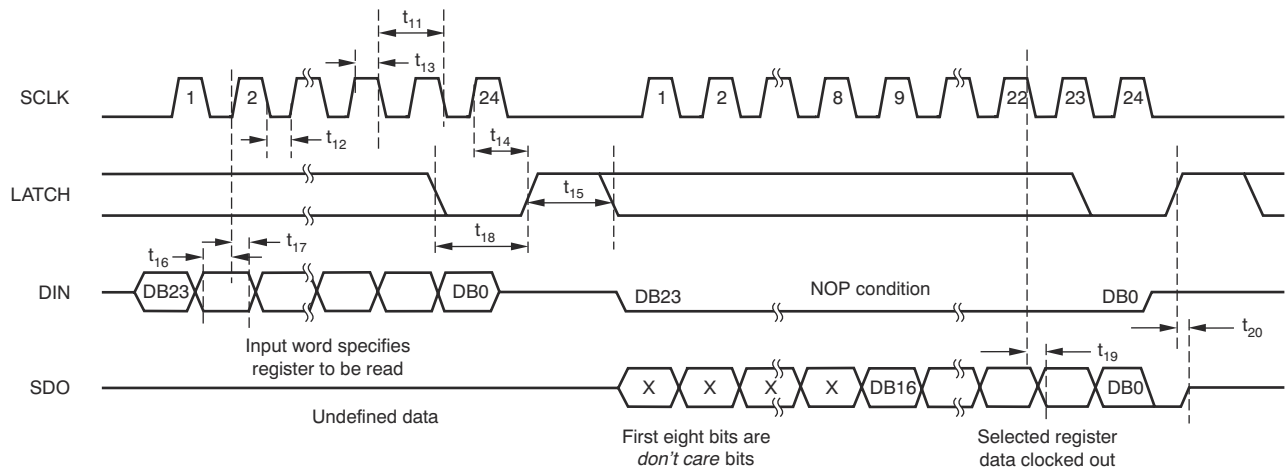 t11
t13
SCLK
1
2
24
1
2
8
9
22
23
24
t12
t14
LATCH
t15
t18
t16
t17
DIN
DB23
DB0
DB23
NOP condition
DB0
t20
Input word specifies
register to be read
t19
SDO
X
X
X
X
DB16
DB0
Undefined data
First eight bits are
don't care bits
Selected register
data clocked out